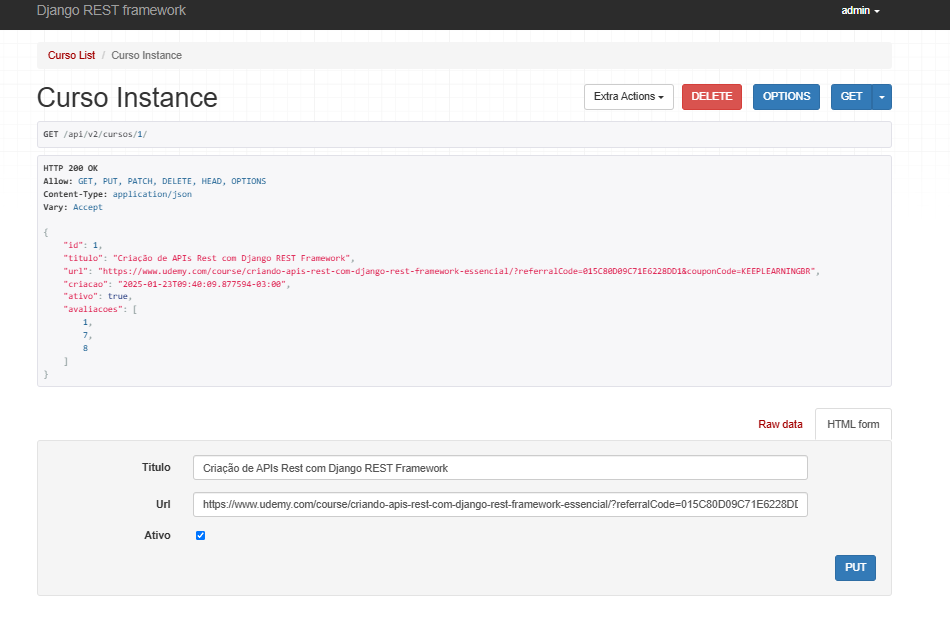 Django REST framework
admin
Curso List / Curso Instance
Curso Instance
Extra Actions
DELETE
OPTIONS
GET
GET /api/v2/cursos/1/
HTTP 200 OK
Allow: GET, PUT, PATCH, DELETE, HEAD, OPTIONS
Content-Type: application/json
Vary: Accept
{
"id": 1,
"titulo": "Criação de APIs Rest com Django REST Framework",
"url": "https://www.udemy.com/course/criando-apis-rest-com-django-rest-framework-essencial/?referralCode=015C80D09C71E6228DD1&couponCode=KEEPLEARNINGBR",
"criacao": "2025-01-23T09:40:09.877594-03:00",
"ativo": true,
"avaliacoes": [
1,
7,
8
]
}
Raw data
HTML form
Titulo
Criação de APIs Rest com Django REST Framework
Url
https://www.udemy.com/course/criando-apis-rest-com-django-rest-framework-essencial/?referralCode=015C80D09C71E6228DD
Ativo
PUT